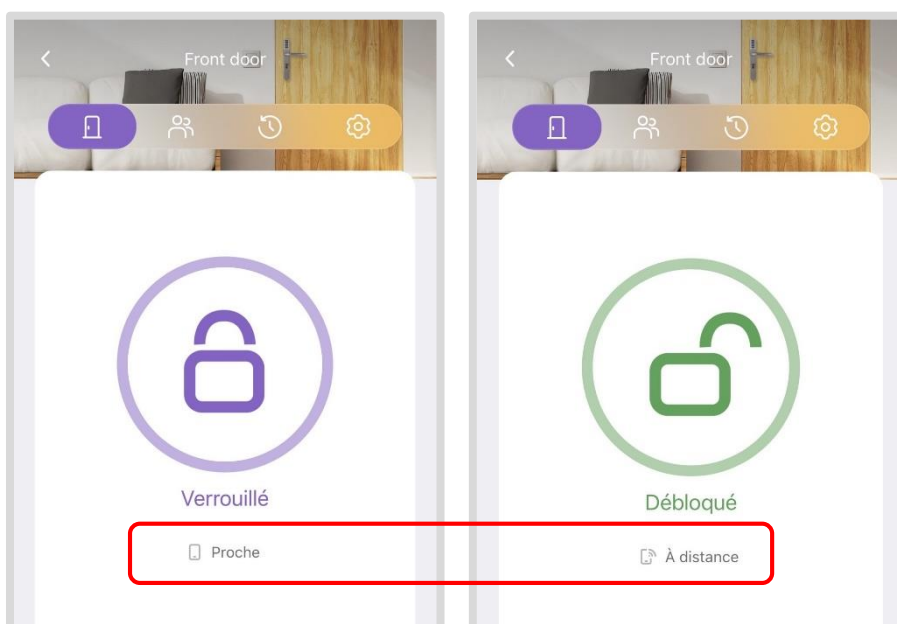 Front door
Verrouillé
Proche
Front door
Débloqué
À distance